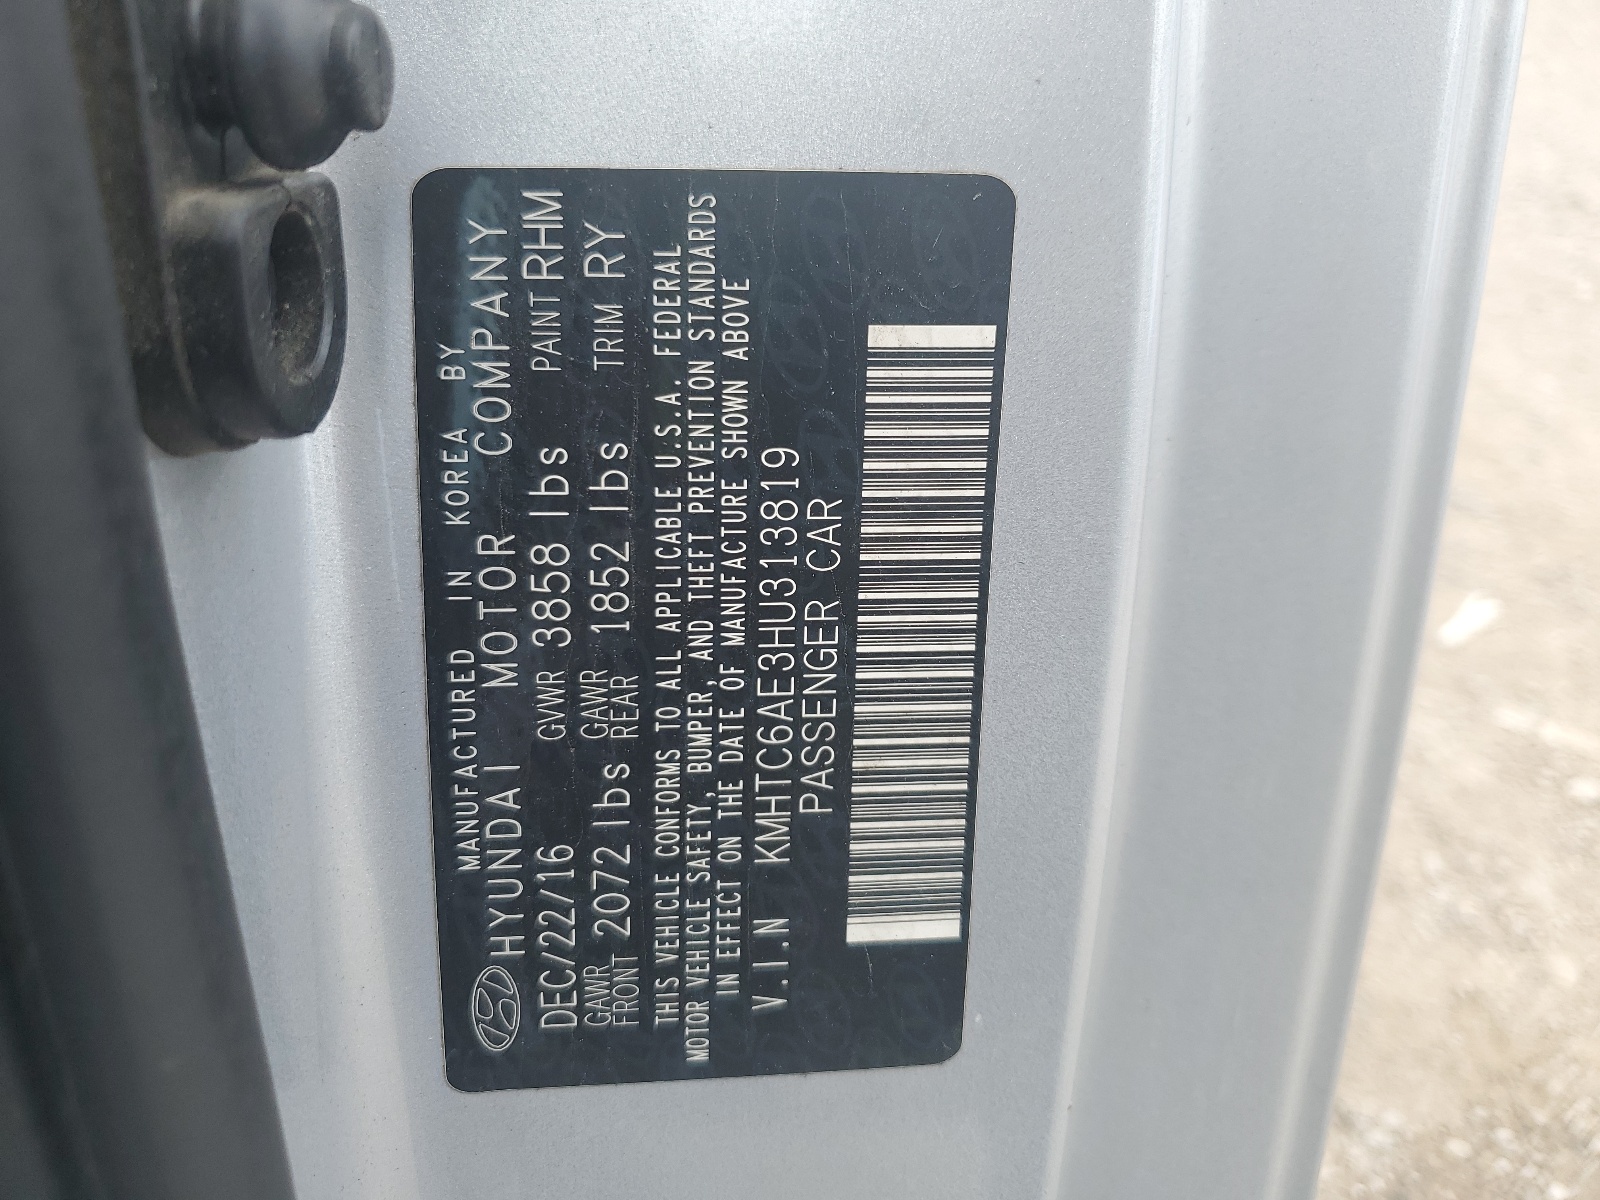 MANUFACTURED IN KOREA BY
HYUNDAI MOTOR COMPANY
DEC/22/16 GVWR 3858 lbs PAINT RHM
GAWR FRONT 2072 lbs GAWR REAR 1852 lbs TRIM RY
THIS VEHICLE CONFORMS TO ALL APPLICABLE U.S.A. FEDERAL
MOTOR VEHICLE SAFETY, BUMPER, AND THEFT PREVENTION STANDARDS
IN EFFECT ON THE DATE OF MANUFACTURE SHOWN ABOVE
V.I.N KMHTC6AE3HU313819
PASSENGER CAR